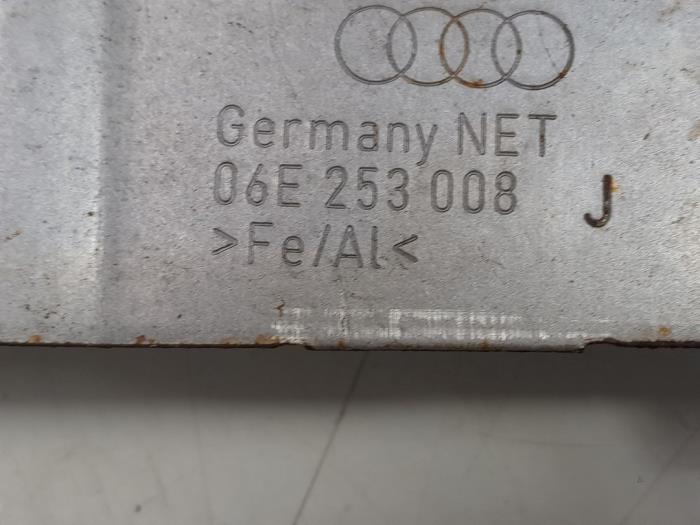 Germany NET
06E 253 008 J
>Fe/Al<